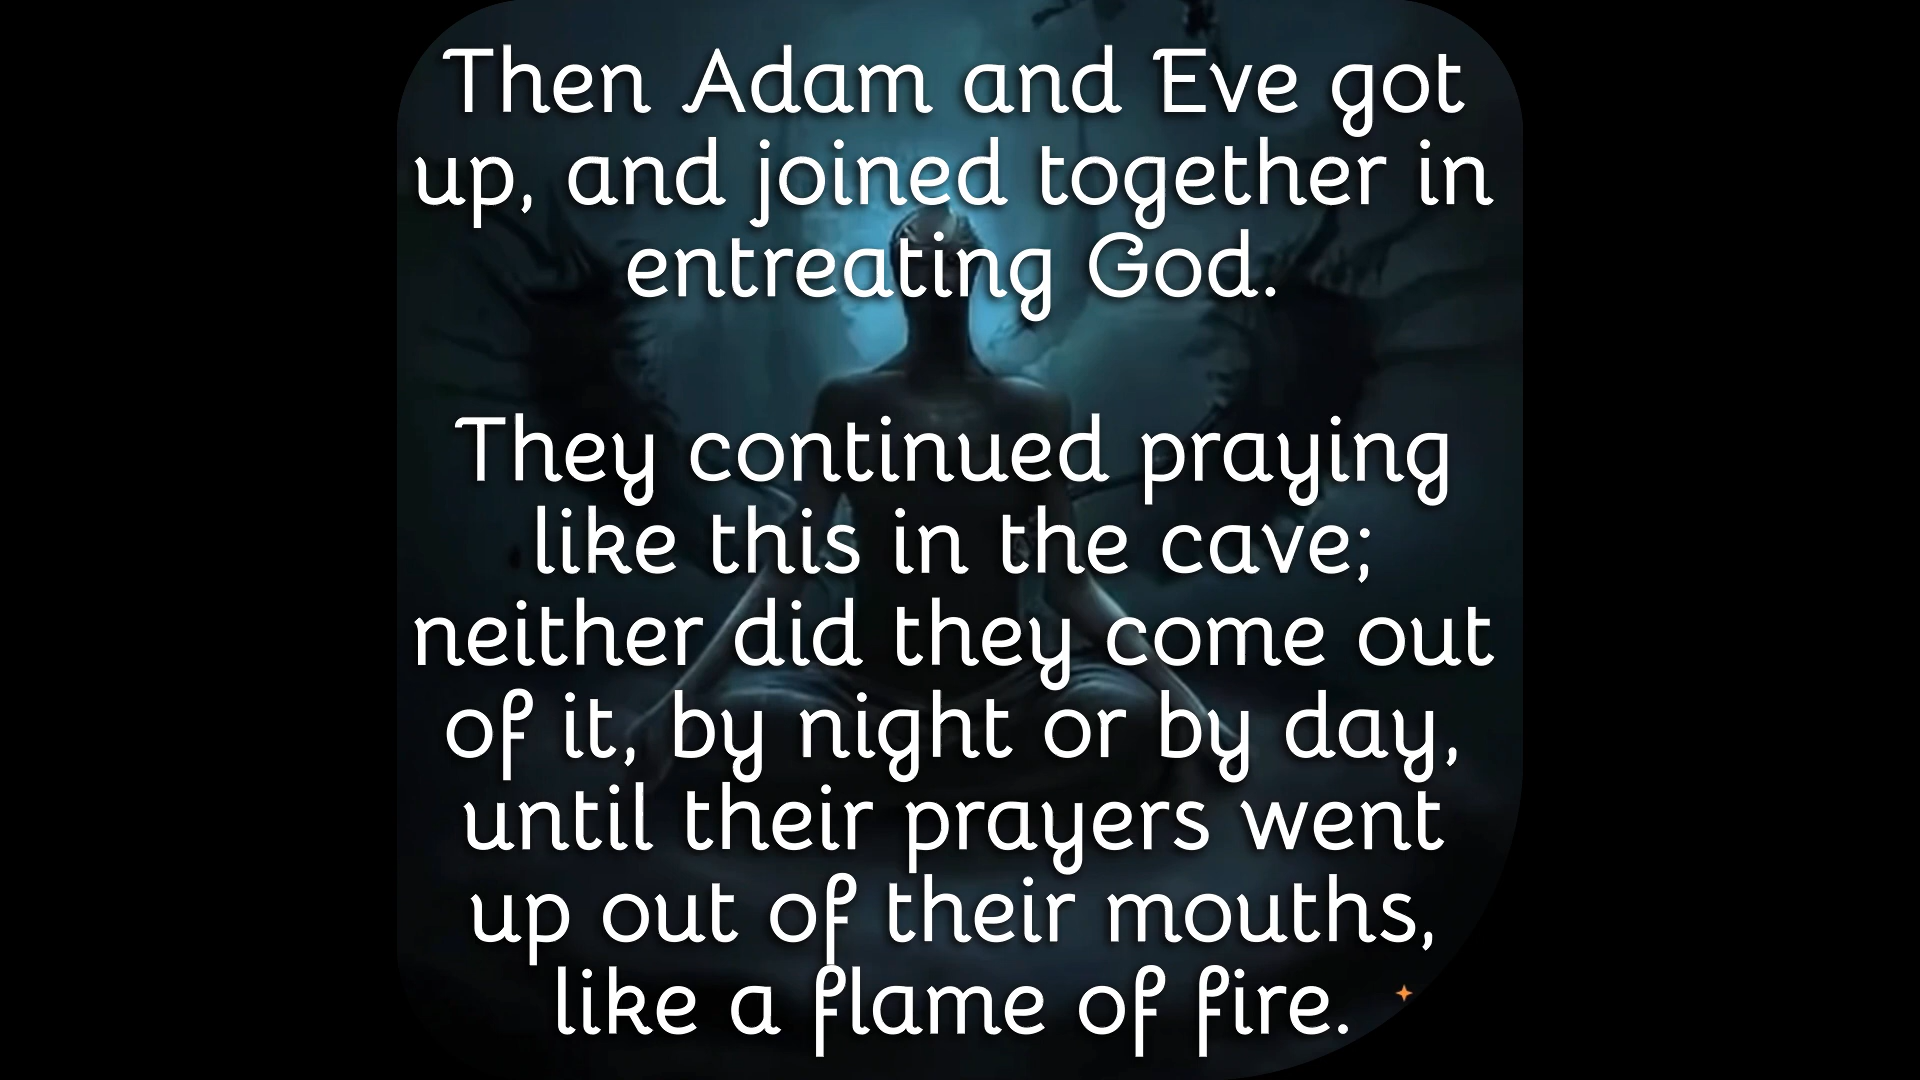 Then Adam and Eve got
up, and joined together in
entreating God.
They continued praying
like this in the cave;
neither did they come out
of it, by night or by day,
until their prayers went
up out of their mouths,
like a flame of fire.